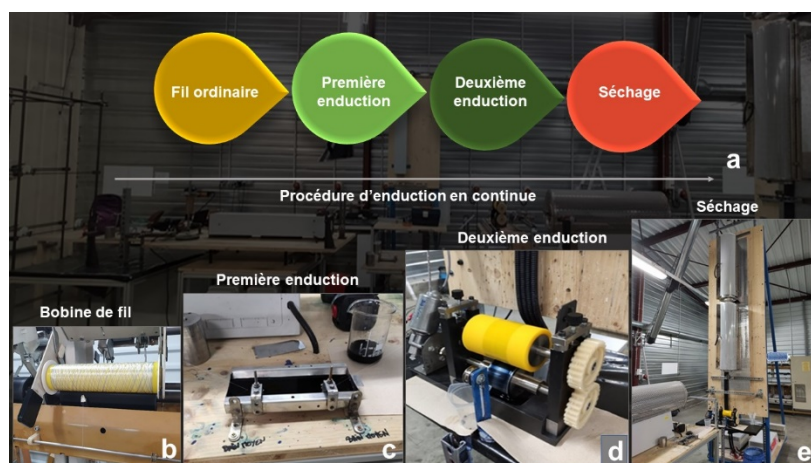 Fil ordinaire
Première
enduction
Deuxième
enduction
Séchage
a
Procédure d'enduction en continue
Séchage
Deuxième enduction
Première enduction
Bobine de fil
b
c
d
e